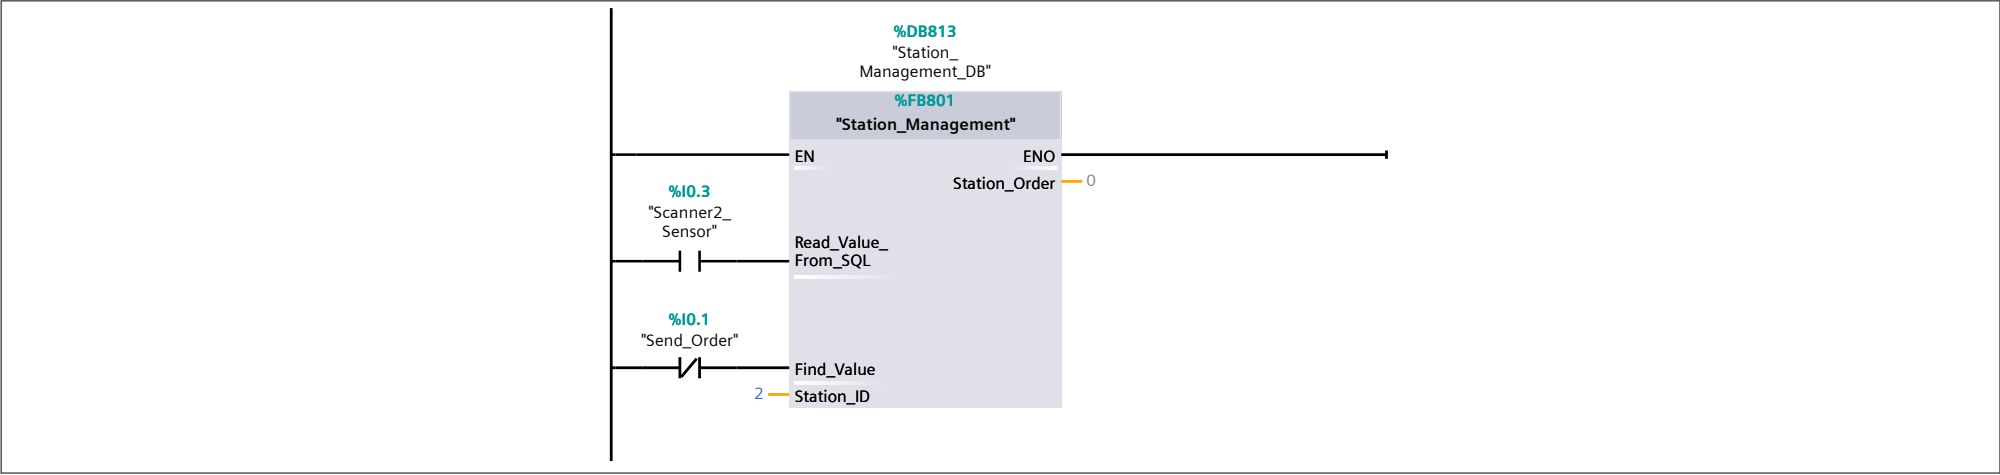 %DB813
"Station_
Management_DB"
%FB801
"Station_Management"
EN
ENO
Station_Order
0
%I0.3
"Scanner2_
Sensor"
Read_Value_
From_SQL
%I0.1
"Send_Order"
Find_Value
2
Station_ID